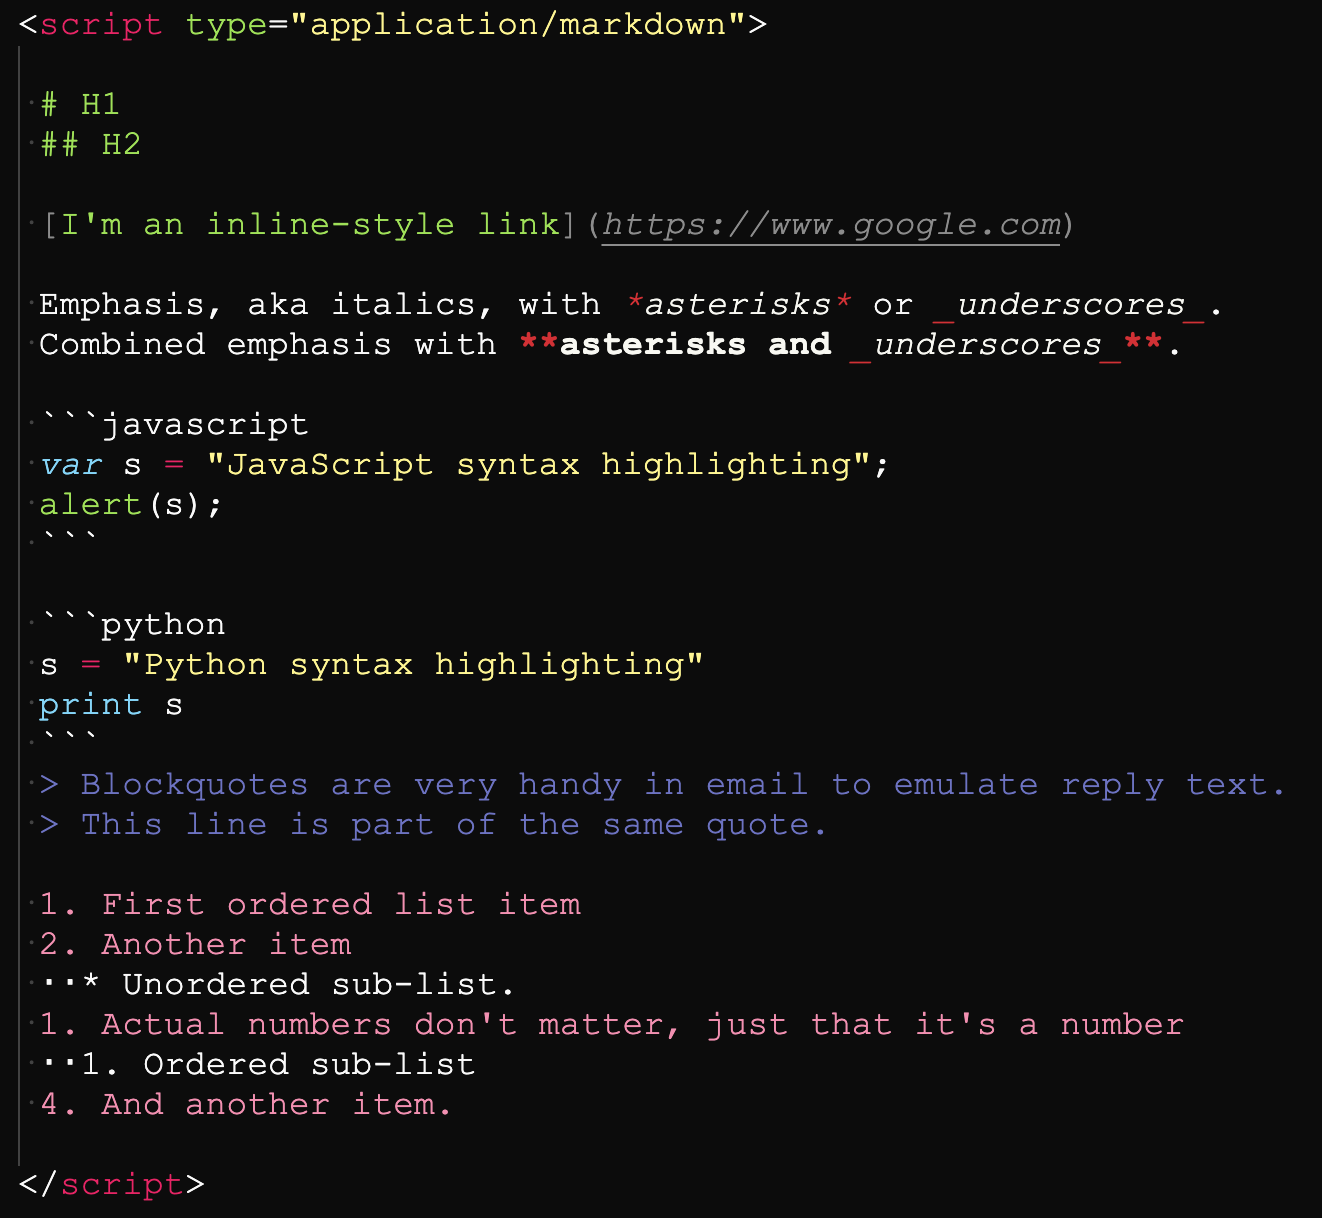 <script type="application/markdown">
# H1
## H2
[I'm an inline-style link](https://www.google.com)
Emphasis, aka italics, with *asterisks* or _underscores_.
Combined emphasis with **asterisks and _underscores_**.
```javascript
var s = "JavaScript syntax highlighting";
alert(s);
```
```python
s = "Python syntax highlighting"
print s
```
> Blockquotes are very handy in email to emulate reply text.
> This line is part of the same quote.
1. First ordered list item
2. Another item
··* Unordered sub-list.
1. Actual numbers don't matter, just that it's a number
··1. Ordered sub-list
4. And another item.
</script>